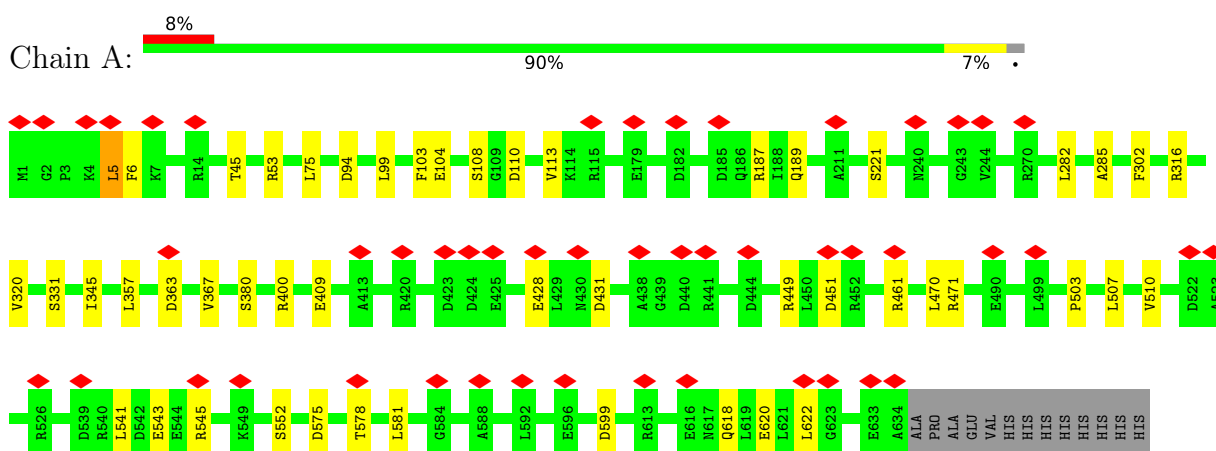 8%
Chain A:
90% 7% •
M1 G2 P3 K4 L5 F6 K7 R14 T45 R53 L75 D94 L99 F103 E104 S108 G109 D110 V113 K114 R115 E179 D182 D185 Q186 R187 I188 Q189 A211 S221 N240 G243 V244 R270 L282 A285 F302 R316
V320 S331 I345 L357 D363 V367 S380 R400 E409 A413 R420 D423 D424 E425 E428 L429 N430 D431 A438 G439 D440 R441 D444 R449 L450 D451 R452 R461 L470 R471 E490 L499 P503 L507 V510 D522 A523
R526 D539 R540 L541 D542 E543 E544 R545 K549 S552 D575 T578 L581 G584 A588 L592 E596 D599 R613 E616 N617 Q618 L619 E620 L621 L622 G623 E633 A634 ALA PRO ALA GLU VAL HIS HIS HIS HIS HIS HIS HIS HIS